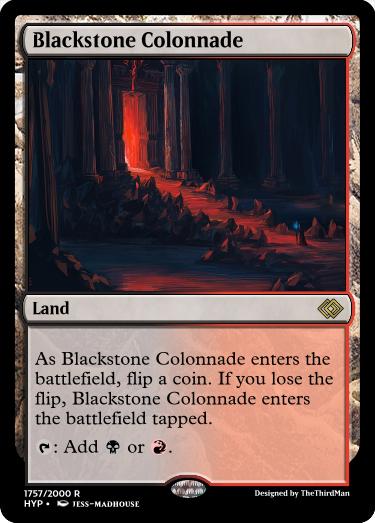 Blackstone Colonnade
Land
As Blackstone Colonnade enters the
battlefield, flip a coin. If you lose the
flip, Blackstone Colonnade enters
the battlefield tapped.
: Add or .
1757/2000 R
HYP • JESS-MADHOUSE
Designed by TheThirdMan